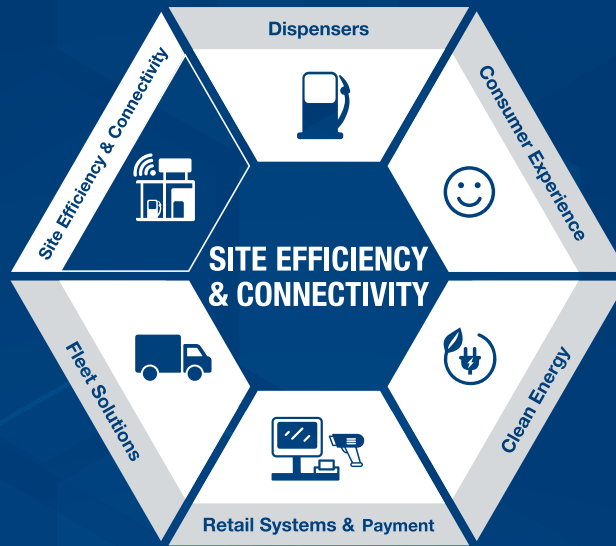 Dispensers
Consumer Experience
Site Efficiency & Connectivity
SITE EFFICIENCY
& CONNECTIVITY
Fleet Solutions
Clean Energy
Retail Systems & Payment